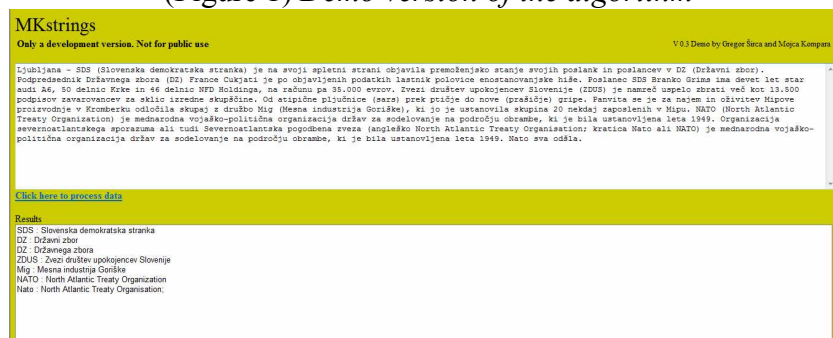 (Figure 1) Demo version of the algorithm
MKstrings
Only a development version. Not for public use
V 0.3 Demo by Gregor Širca and Mojca Kompara
Ljubljana - SDS (Slovenska demokratska stranka) je na svoji spletni strani objavila premoženjsko stanje svojih poslank in poslancev v DZ (Državni zbor).
Podpredsednik Državnega zbora (DZ) France Cukjati je po objavljenih podatkih lastnik polovice enostanovanjske hiše. Poslanec SDS Branko Grims ima devet let star
audi A6, 50 delnic Krke in 46 delnic NFD Holdinga, na računu pa 35.000 evrov. Zvezi društev upokojencev Slovenije (ZDUS) je namreč uspelo zbrati več kot 13.500
podpisov zavarovancev za sklic izredne skupščine. Od atipične pljučnice (sars) prek ptičje do nove (prašičje) gripe. Panvita se je za najem in oživitev Mipove
proizvodnje v Kromberku odločila skupaj z družbo Mig (Mesna industrija Goriške), ki jo je ustanovila skupina 20 nekdaj zaposlenih v Mipu. NATO (North Atlantic
Treaty Organization) je mednarodna vojaško-politična organizacija držav za sodelovanje na področju obrambe, ki je bila ustanovljena leta 1949. Organizacija
severnoatlantskega sporazuma ali tudi Severnoatlantska pogodbena zveza (angleško North Atlantic Treaty Organisation; kratica Nato ali NATO) je mednarodna vojaško-
politična organizacija držav za sodelovanje na področju obrambe, ki je bila ustanovljena leta 1949. Nato sva odšla.
Click here to process data
Results
SDS : Slovenska demokratska stranka
DZ : Državni zbor
DZ : Državnega zbora
ZDUS : Zvezi društev upokojencev Slovenije
Mig : Mesna industrija Goriške
NATO : North Atlantic Treaty Organization
Nato : North Atlantic Treaty Organisation;